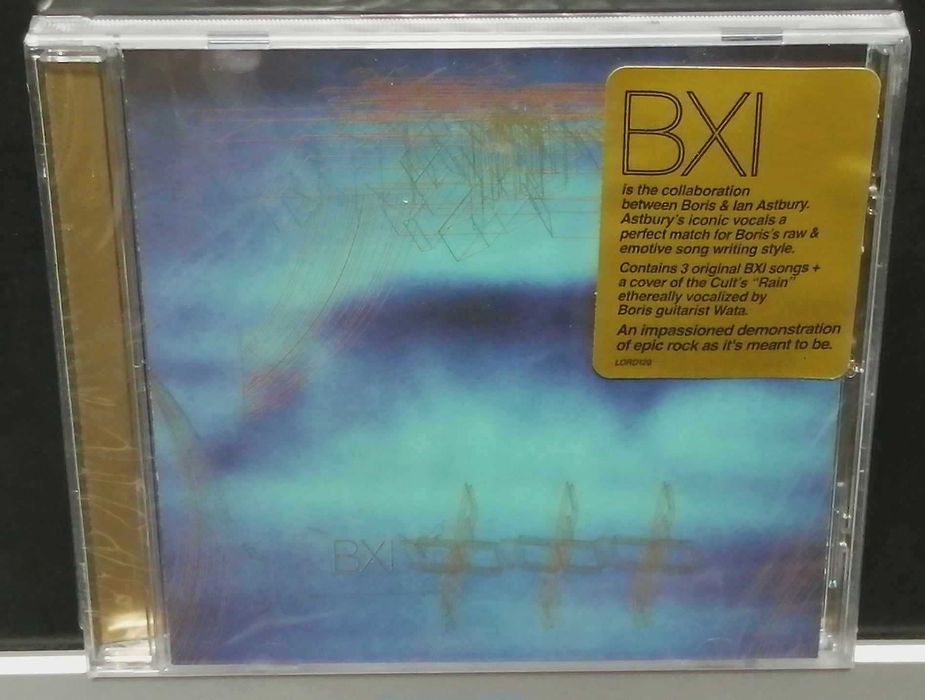 BXI
is the collaboration
between Boris & Ian Astbury.
Astbury's iconic vocals a
perfect match for Boris's raw &
emotive song writing style.
Contains 3 original BXI songs +
a cover of the Cult's "Rain"
ethereally vocalized by
Boris guitarist Wata.
An impassioned demonstration
of epic rock as it's meant to be.
LORD120
BXI